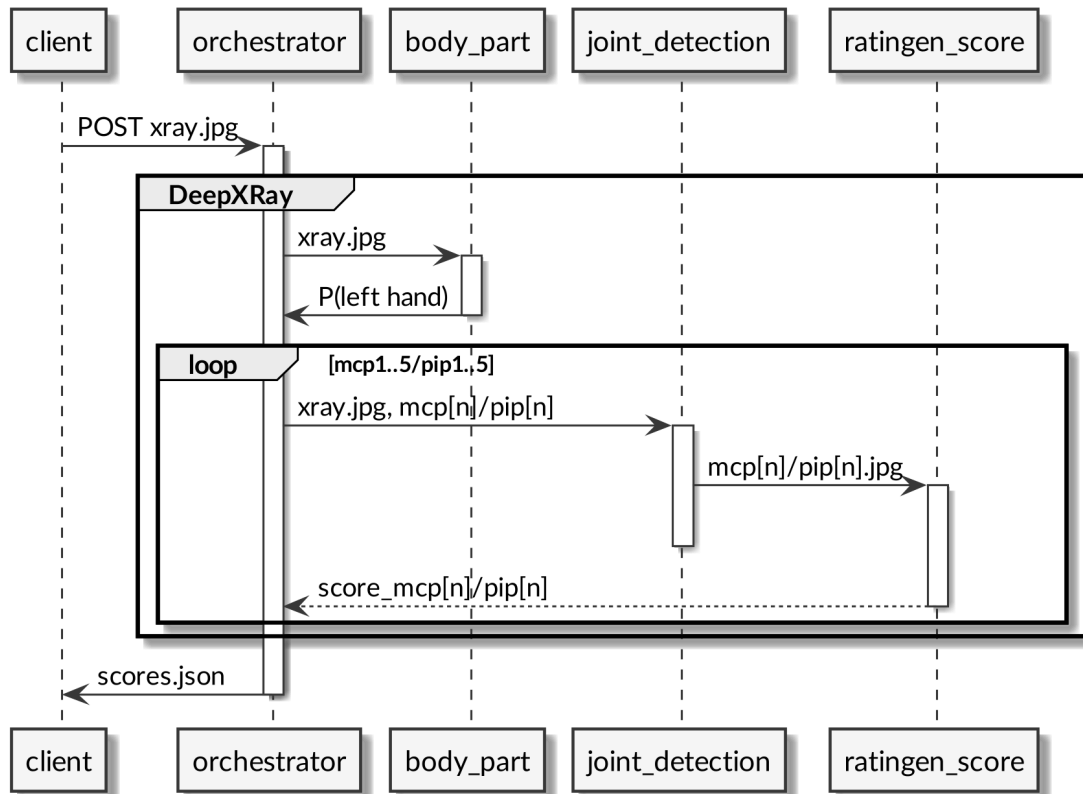 client orchestrator body_part joint_detection ratingen_score
POST xray.jpg
DeepXRay
xray.jpg
P(left hand)
loop [mcp1..5/pip1..5]
xray.jpg, mcp[n]/pip[n]
mcp[n]/pip[n].jpg
score_mcp[n]/pip[n]
scores.json
client orchestrator body_part joint_detection ratingen_score